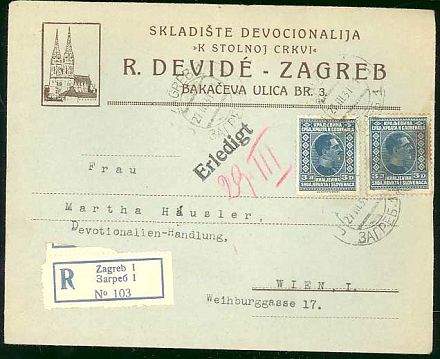 SKLADIŠTE DEVOCIONALIJA
»K STOLNOJ CRKVI«
R. DEVIDÉ - ZAGREB
BAKAČEVA ULICA BR. 3.
Erledigt
29/III
Frau
Martha Häusler,
Devotionalien-Handlung,
R
Zagreb 1
Загреб 1
No 103
ЗАГРЕБ
WIEN, I.
Weihburggasse 17.